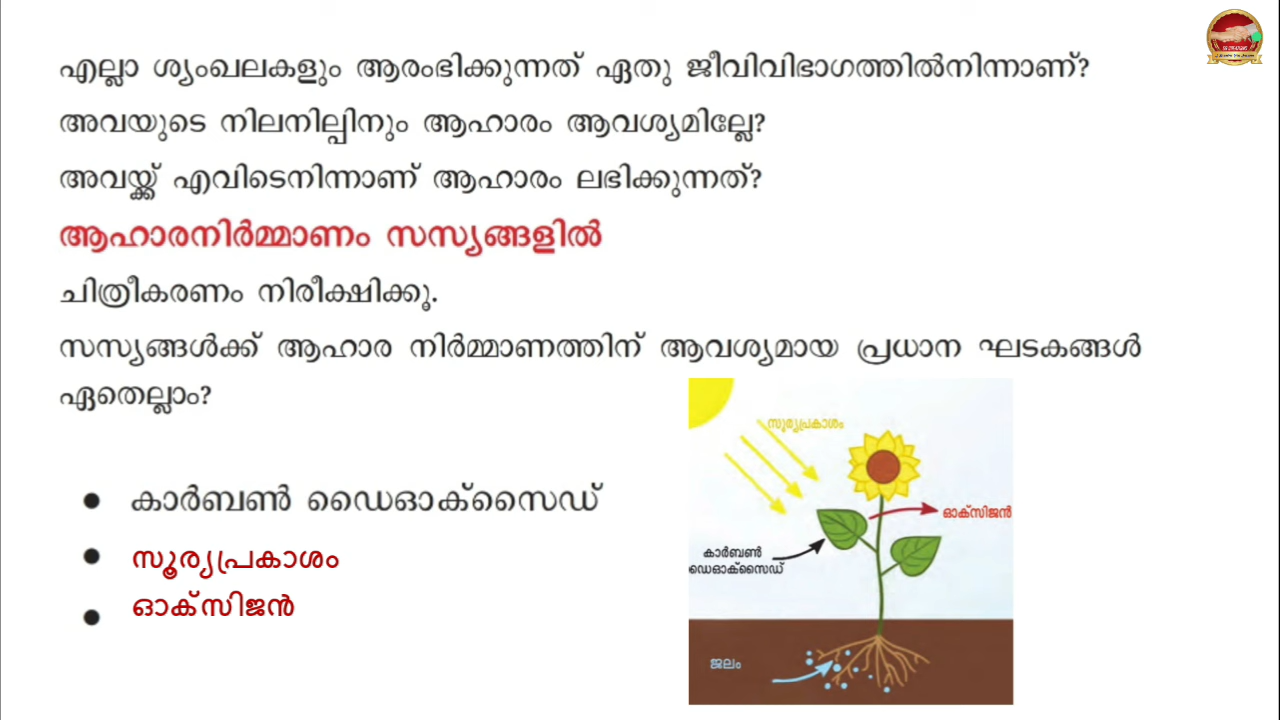 എല്ലാ ശൃംഖലകളും ആരംഭിക്കുന്നത് ഏതു ജീവിവിഭാഗത്തിൽനിന്നാണ്?
അവയുടെ നിലനില്പിനും ആഹാരം ആവശ്യമില്ലേ?
അവയ്ക്ക് എവിടെനിന്നാണ് ആഹാരം ലഭിക്കുന്നത്?
ആഹാരനിർമ്മാണം സസ്യങ്ങളിൽ
ചിത്രീകരണം നിരീക്ഷിക്കൂ.
സസ്യങ്ങൾക്ക് ആഹാര നിർമ്മാണത്തിന് ആവശ്യമായ പ്രധാന ഘടകങ്ങൾ
ഏതെല്ലാം?
• കാർബൺ ഡൈഓക്സൈഡ്
• സൂര്യപ്രകാശം
• ഓക്സിജൻ
സൂര്യപ്രകാശം
ഓക്സിജൻ
കാർബൺ
ഡൈഓക്സൈഡ്
ജലം